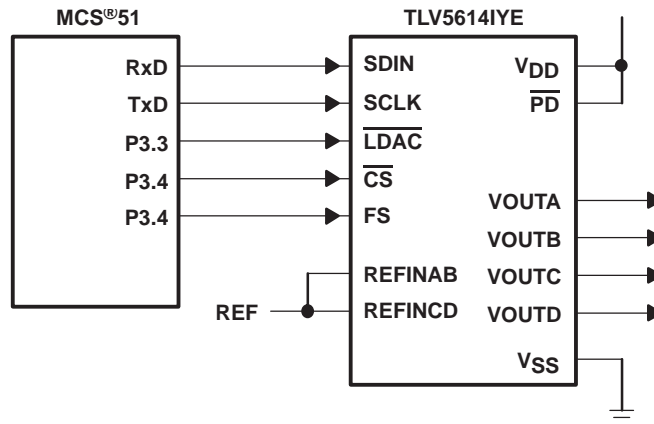 MCS®51
TLV5614IYE
RxD
TxD
P3.3
P3.4
P3.4
SDIN
SCLK
LDAC
CS
FS
REFINAB
REFINCD
REF
VDD
PD
VOUTA
VOUTB
VOUTC
VOUTD
VSS